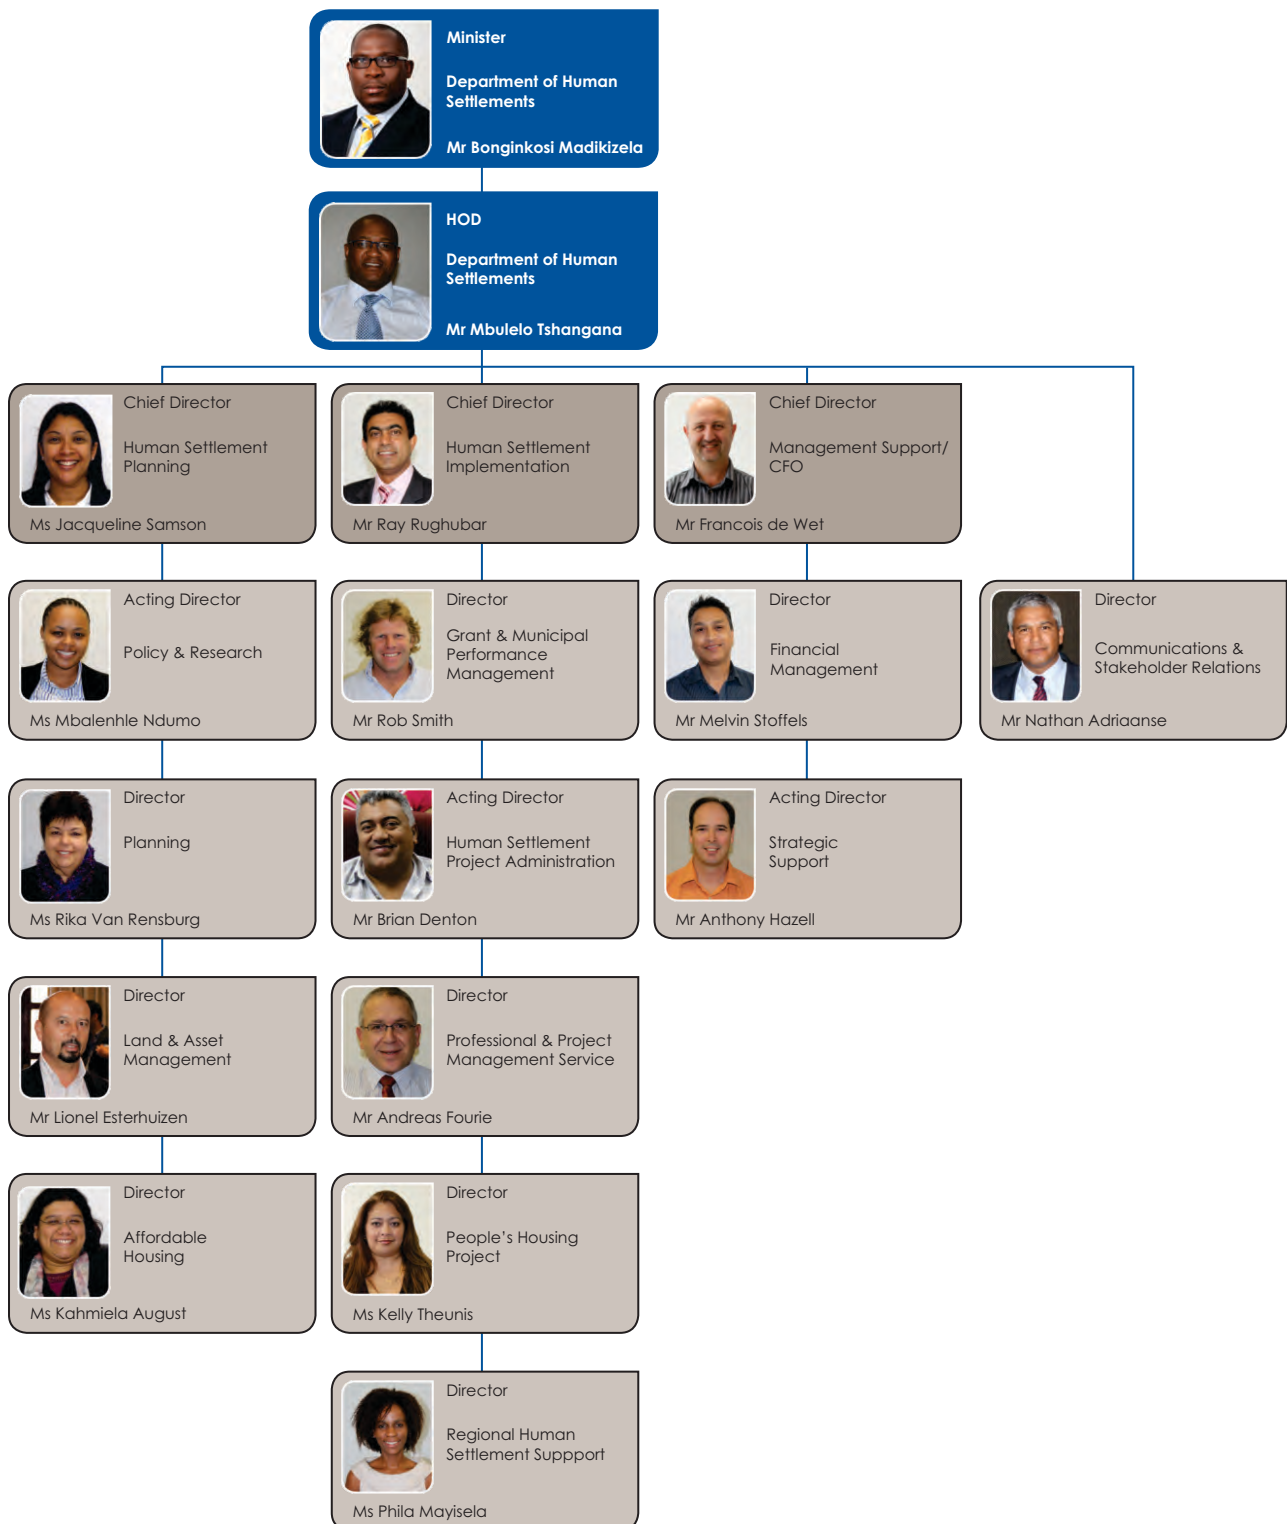 Minister
Department of Human
Settlements
Mr Bonginkosi Madikizela
HOD
Department of Human
Settlements
Mr Mbulelo Tshangana
Chief Director
Human Settlement
Planning
Ms Jacqueline Samson
Chief Director
Human Settlement
Implementation
Mr Ray Rughubar
Chief Director
Management Support/
CFO
Mr Francois de Wet
Acting Director
Policy & Research
Ms Mbalenhle Ndumo
Director
Grant & Municipal
Performance
Management
Mr Rob Smith
Director
Financial
Management
Mr Melvin Stoffels
Director
Communications &
Stakeholder Relations
Mr Nathan Adriaanse
Director
Planning
Ms Rika Van Rensburg
Acting Director
Human Settlement
Project Administration
Mr Brian Denton
Acting Director
Strategic
Support
Mr Anthony Hazell
Director
Land & Asset
Management
Mr Lionel Esterhuizen
Director
Professional & Project
Management Service
Mr Andreas Fourie
Director
Affordable
Housing
Ms Kahmiela August
Director
People’s Housing
Project
Ms Kelly Theunis
Director
Regional Human
Settlement Suppport
Ms Phila Mayisela